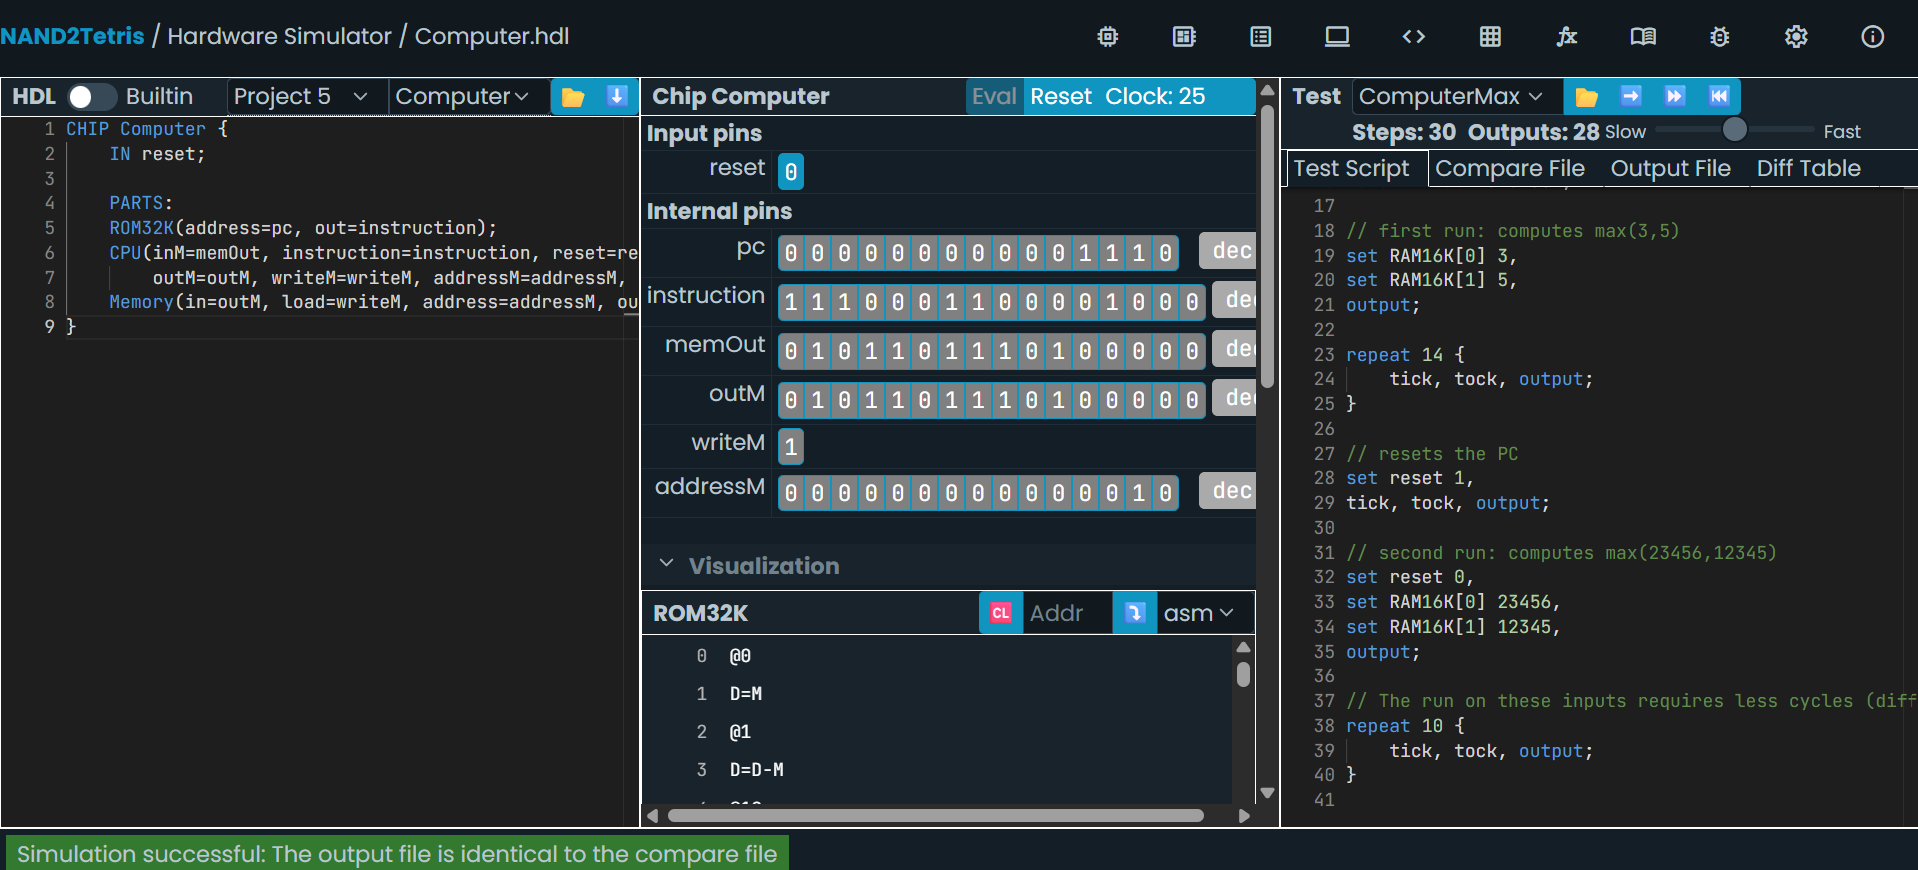 NAND2Tetris / Hardware Simulator / Computer.hdl
HDL Builtin Project 5 Computer
1 CHIP Computer {
2 IN reset;
3
4 PARTS:
5 ROM32K(address=pc, out=instruction);
6 CPU(inM=memOut, instruction=instruction, reset=re
7 outM=outM, writeM=writeM, addressM=addressM,
8 Memory(in=outM, load=writeM, address=addressM, ou
9 }
Chip Computer Eval Reset Clock: 25
Input pins
reset 0
Internal pins
pc 0 0 0 0 0 0 0 0 0 0 0 1 1 1 0 dec
instruction 1 1 1 0 0 0 1 1 0 0 0 0 1 0 0 0 dec
memOut 0 1 0 1 1 0 1 1 1 0 1 0 0 0 0 0 dec
outM 0 1 0 1 1 0 1 1 1 0 1 0 0 0 0 0 dec
writeM 1
addressM 0 0 0 0 0 0 0 0 0 0 0 0 0 1 0 dec
Visualization
ROM32K CL Addr asm
0 @0
1 D=M
2 @1
3 D=D-M
Test ComputerMax
Steps: 30 Outputs: 28 Slow Fast
Test Script Compare File Output File Diff Table
17
18 // first run: computes max(3,5)
19 set RAM16K[0] 3,
20 set RAM16K[1] 5,
21 output;
22
23 repeat 14 {
24 tick, tock, output;
25 }
26
27 // resets the PC
28 set reset 1,
29 tick, tock, output;
30
31 // second run: computes max(23456,12345)
32 set reset 0,
33 set RAM16K[0] 23456,
34 set RAM16K[1] 12345,
35 output;
36
37 // The run on these inputs requires less cycles (diff
38 repeat 10 {
39 tick, tock, output;
40 }
41
Simulation successful: The output file is identical to the compare file